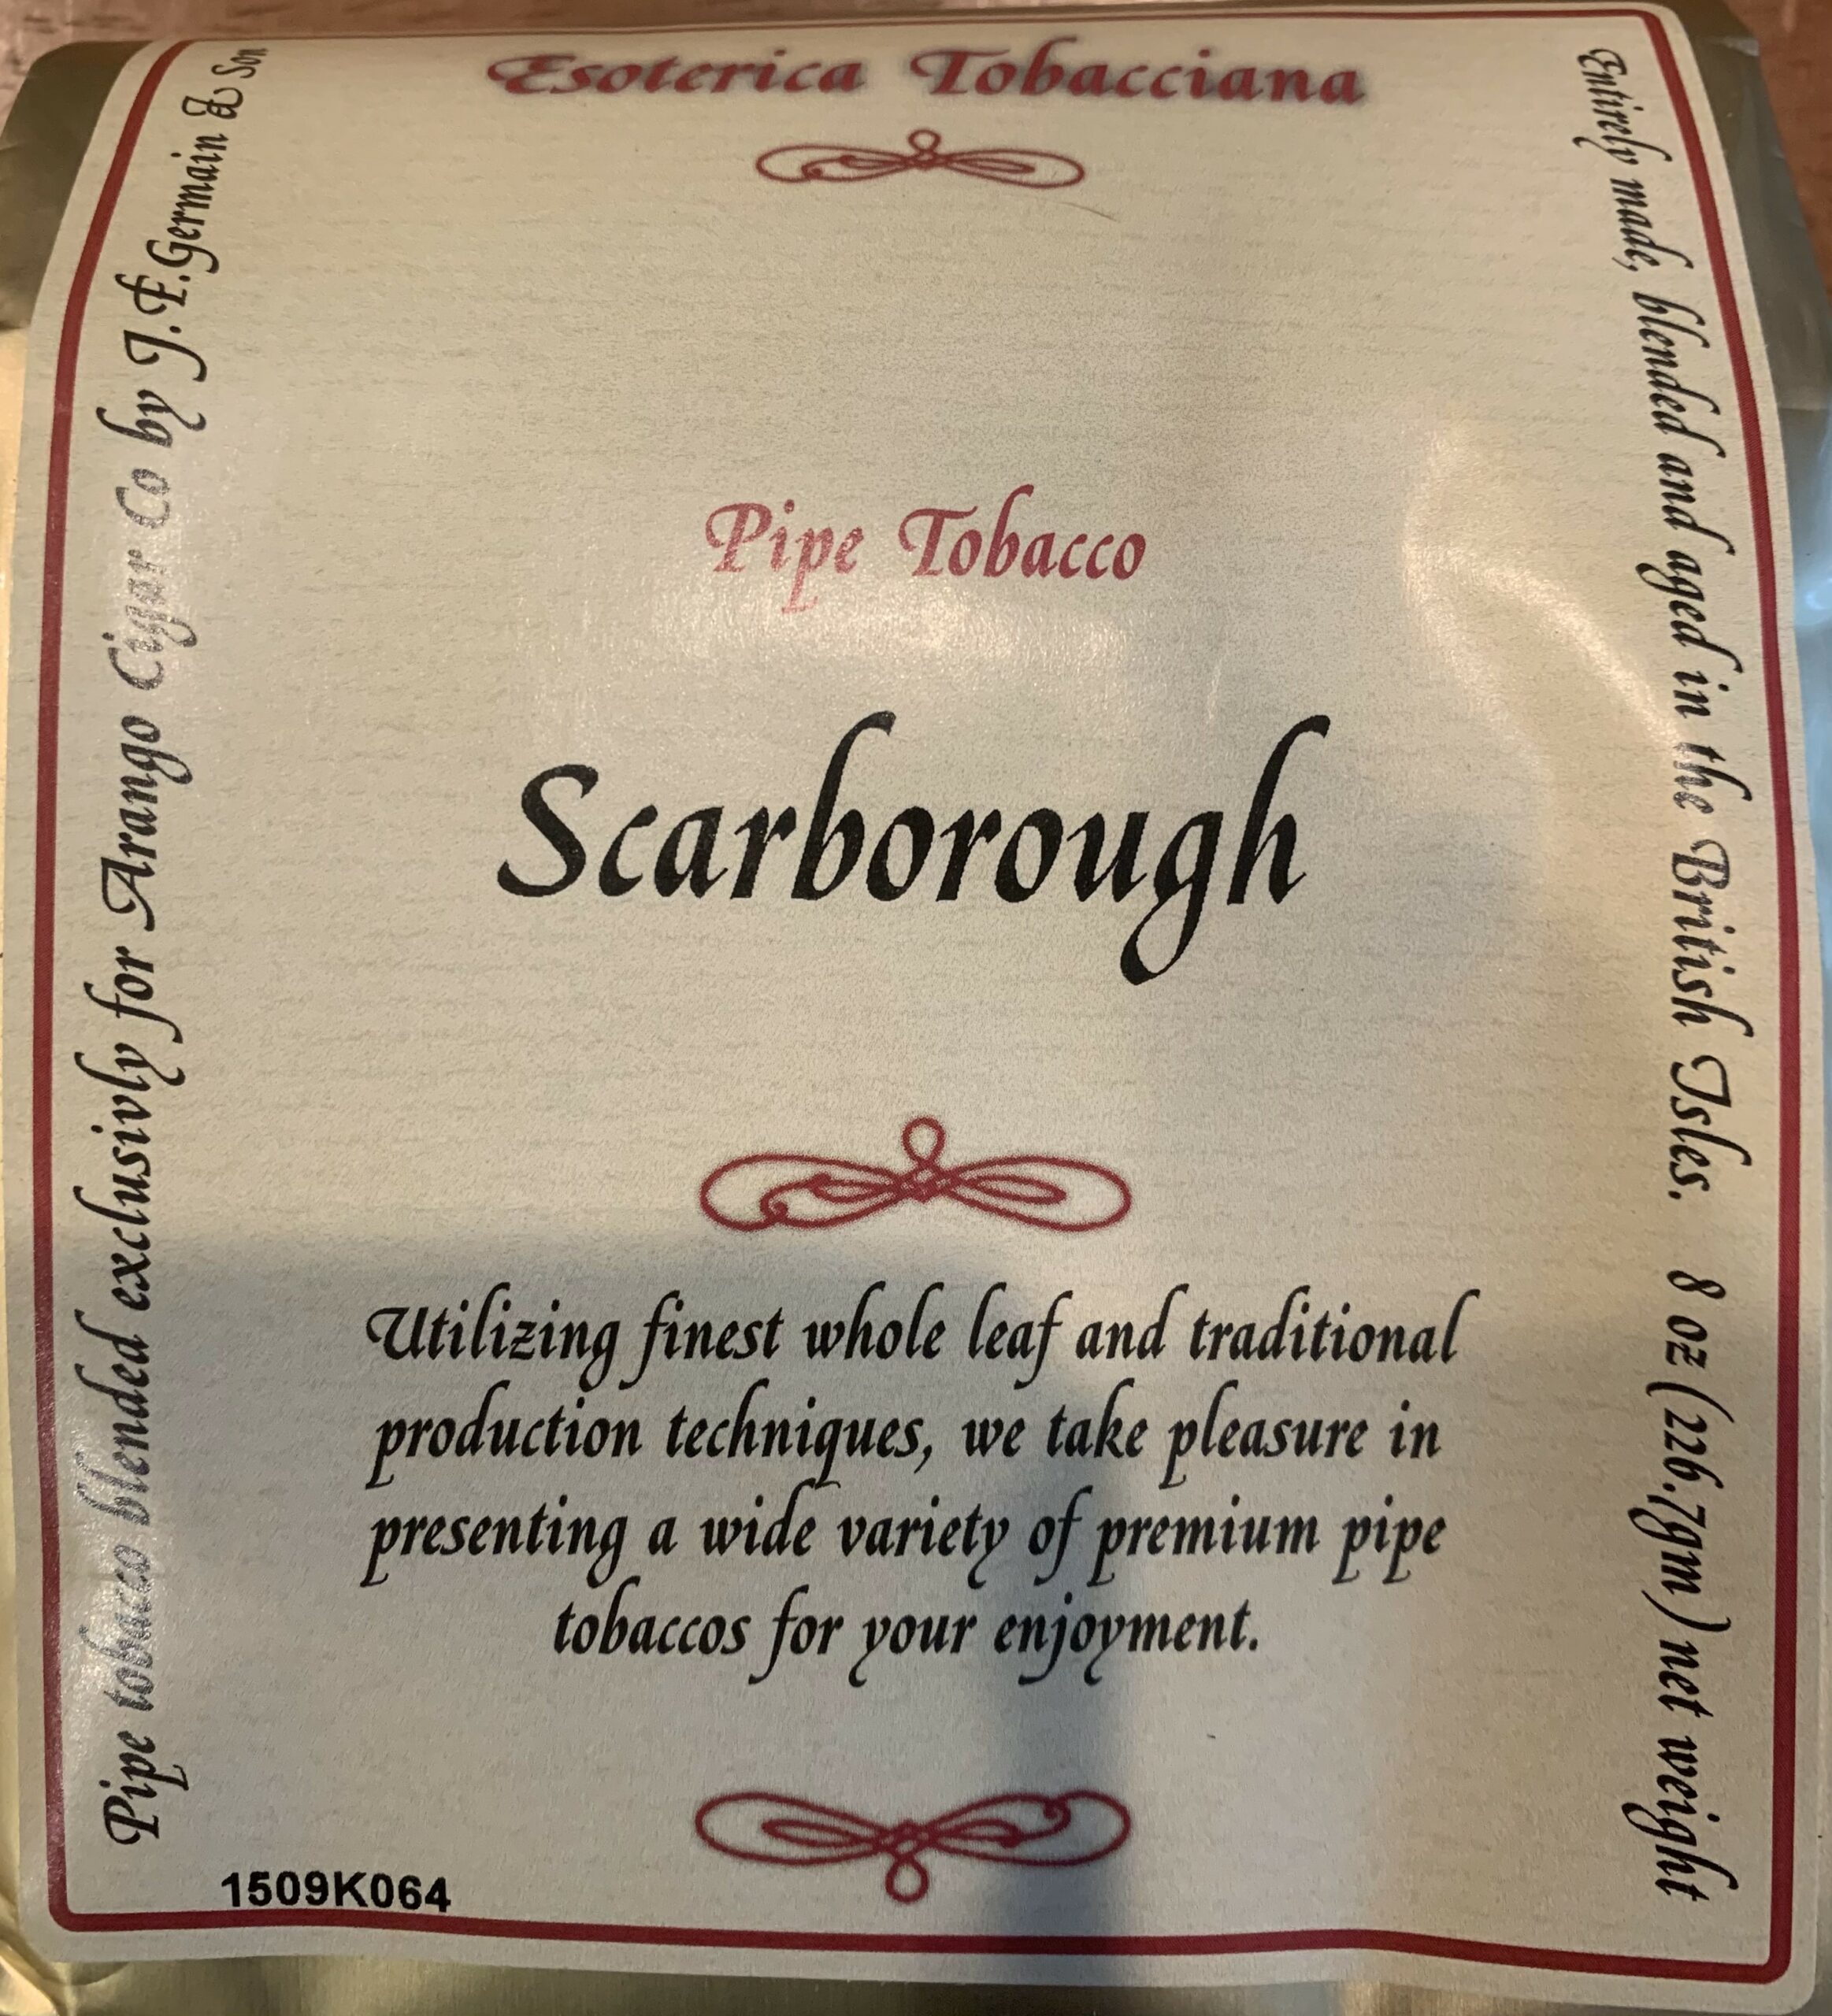 Esoterica Tobacciana
Pipe tobacco blended exclusivly for Arango Cigar Co by J.F.Germain & Son
Pipe Tobacco
Scarborough
Utilizing finest whole leaf and traditional
production techniques, we take pleasure in
presenting a wide variety of premium pipe
tobaccos for your enjoyment.
Entirely made, blended and aged in the British Isles. 8 oz (226.7gm) net weight
1509K064